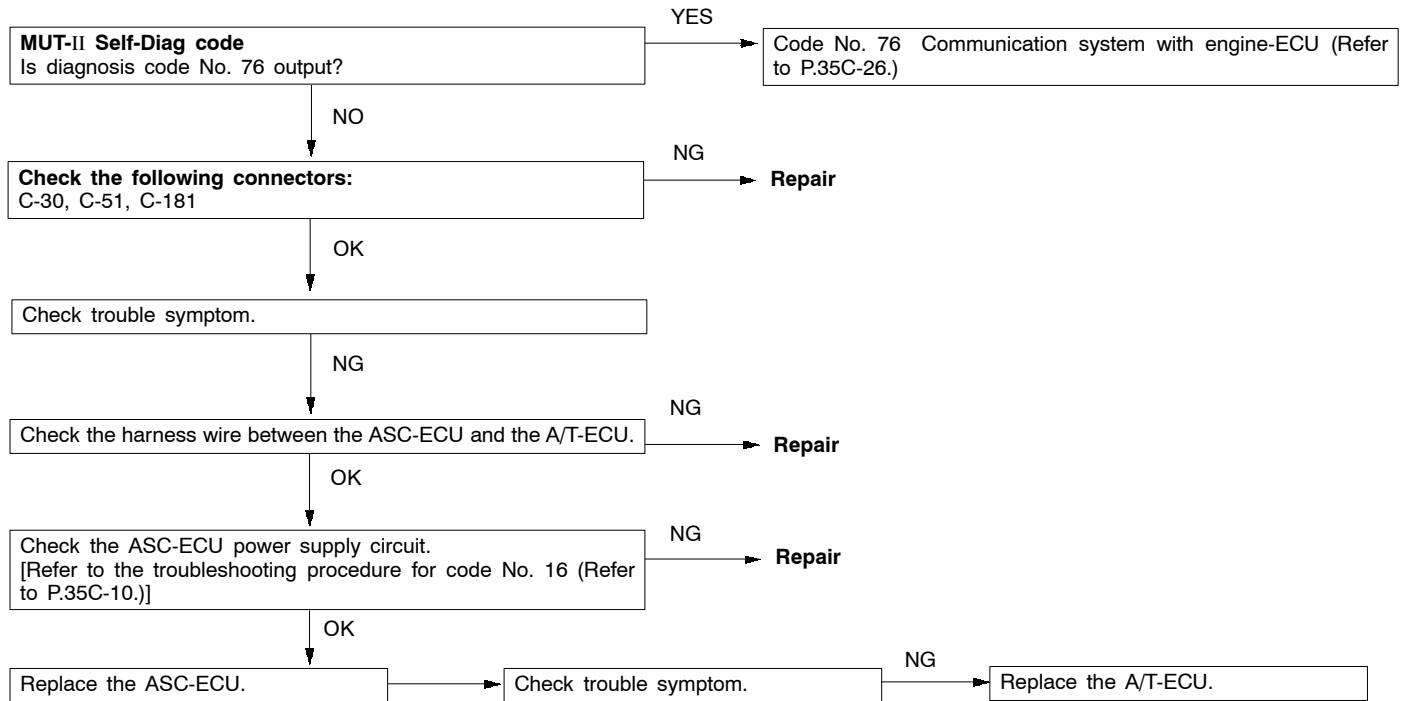 YES
MUT-II Self-Diag code
Is diagnosis code No. 76 output?
Code No. 76 Communication system with engine-ECU (Refer
to P.35C-26.)
NO
Check the following connectors:
C-30, C-51, C-181
NG
Repair
OK
Check trouble symptom.
NG
Check the harness wire between the ASC-ECU and the A/T-ECU.
NG
Repair
OK
Check the ASC-ECU power supply circuit.
[Refer to the troubleshooting procedure for code No. 16 (Refer
to P.35C-10.)]
NG
Repair
OK
Replace the ASC-ECU.
Check trouble symptom.
NG
Replace the A/T-ECU.